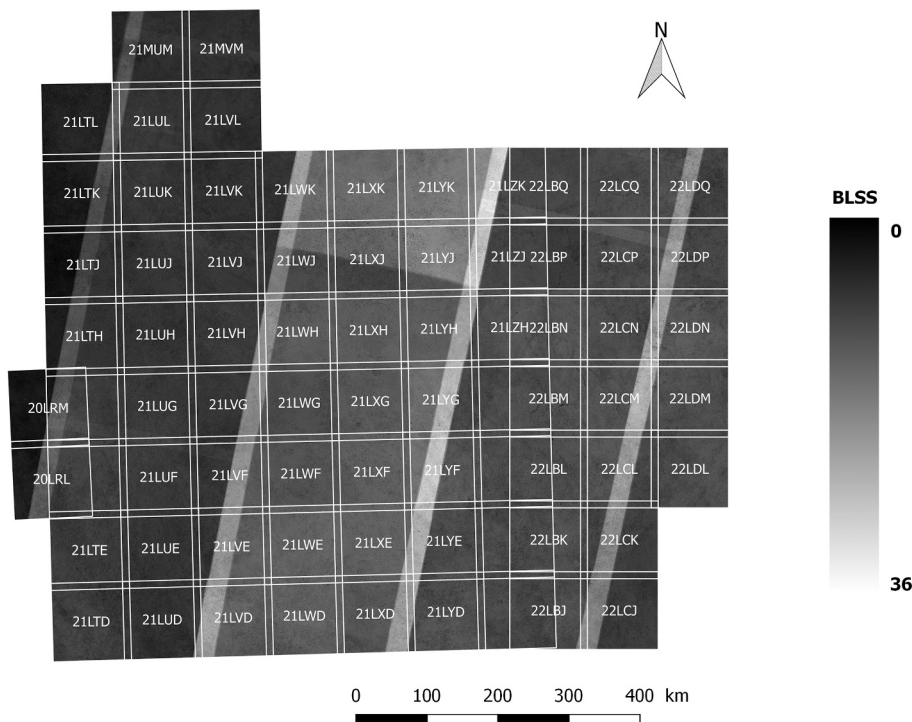 N
21MUM 21MVM
21LTL 21LUL 21LVL
21LTK 21LUK 21LVK 21LWK 21LXK 21LYK 21LZK 22LBQ 22LCQ 22LDQ
21LTJ 21LUJ 21LVJ 21LWJ 21LXJ 21LYJ 21LZJ 22LBP 22LCP 22LDP
21LTH 21LUH 21LVH 21LWH 21LXH 21LYH 21LZH 22LBN 22LCN 22LDN
20LRM 21LUG 21LVG 21LWG 21LXG 21LYG 22LBM 22LCM 22LDM
20LRL 21LUF 21LVF 21LWF 21LXF 21LYF 22LBL 22LCL 22LDL
21LTE 21LUE 21LVE 21LWE 21LXE 21LYE 22LBK 22LCK
21LTD 21LUD 21LVD 21LWD 21LXD 21LYD 22LBJ 22LCJ
BLSS
0
36
0 100 200 300 400 km